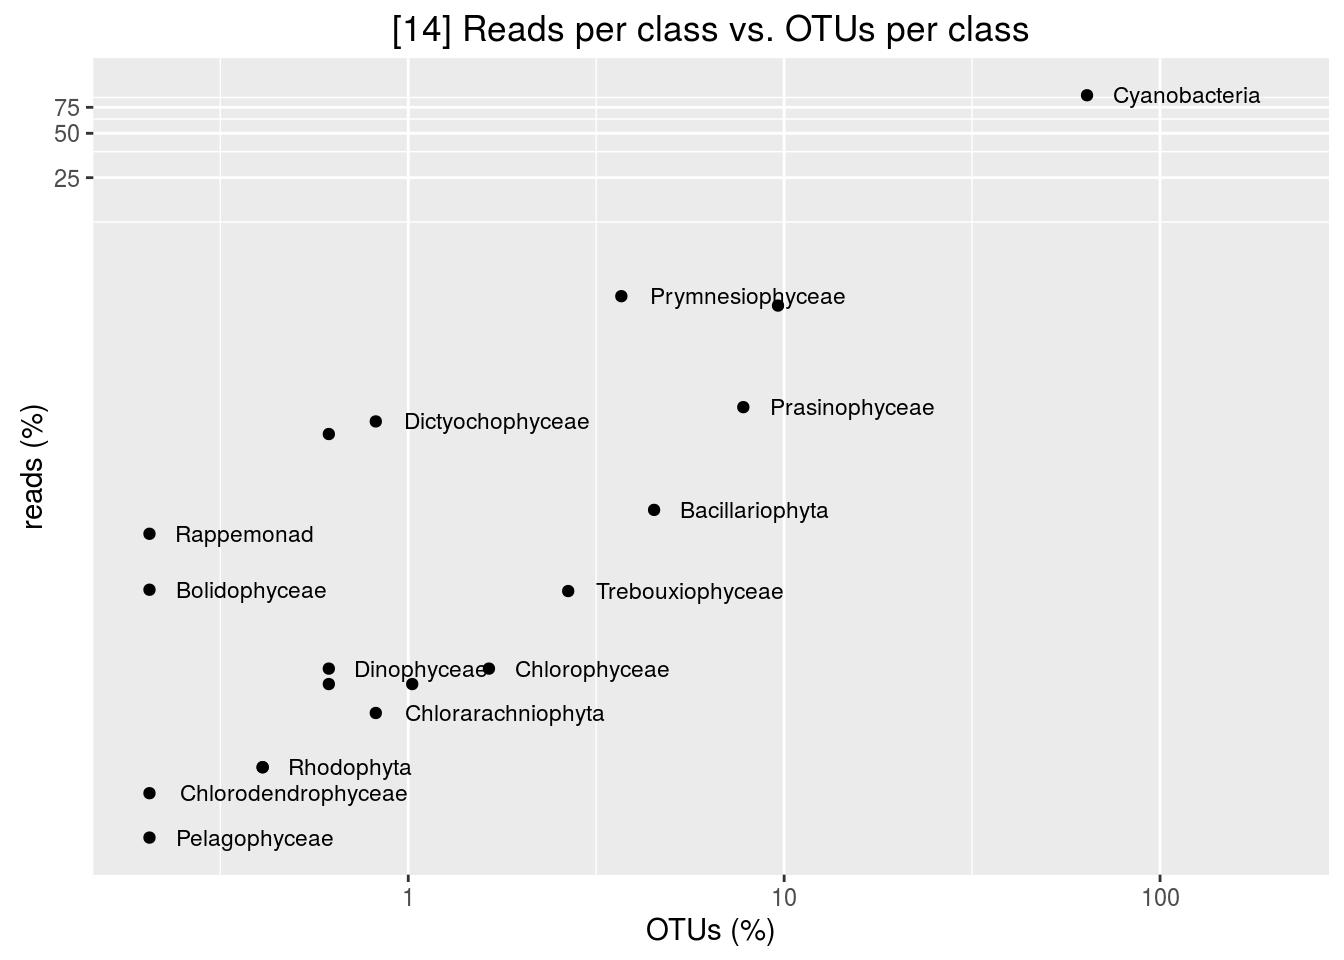 [14] Reads per class vs. OTUs per class
75
50
25
reads (%)
Cyanobacteria
Prymnesiophyceae
Prasinophyceae
Dictyochophyceae
Bacillariophyta
Rappemonad
Bolidophyceae
Trebouxiophyceae
Dinophyceae
Chlorophyceae
Chlorarachniophyta
Rhodophyta
Chlorodendrophyceae
Pelagophyceae
1
10
100
OTUs (%)